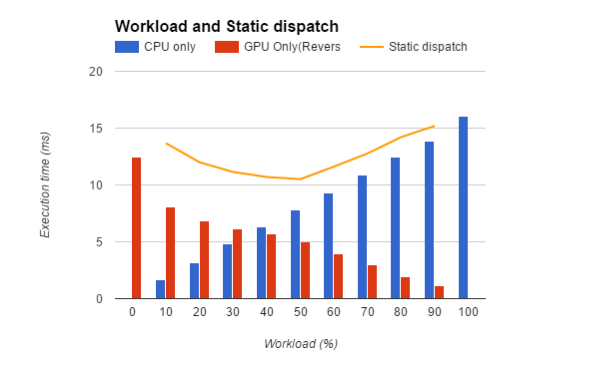 Workload and Static dispatch
CPU only GPU Only(Revers Static dispatch
20
15
10
5
0
Execution time (ms)
0 10 20 30 40 50 60 70 80 90 100
Workload (%)